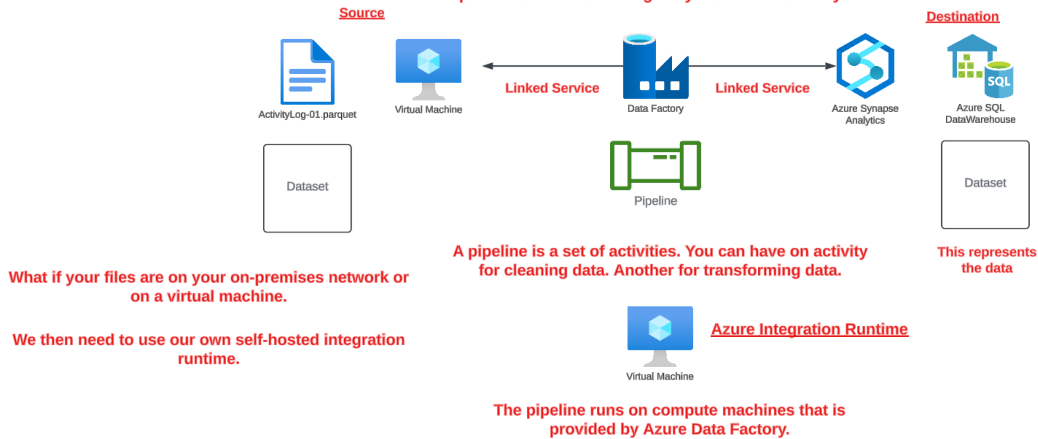 Source
Destination
Linked Service
Linked Service
ActivityLog-01.parquet
Virtual Machine
Data Factory
Azure Synapse
Analytics
Azure SQL
DataWarehouse
SQL
Dataset
Pipeline
Dataset
A pipeline is a set of activities. You can have on activity
for cleaning data. Another for transforming data.
This represents
the data
What if your files are on your on-premises network or
on a virtual machine.
We then need to use our own self-hosted integration
runtime.
Azure Integration Runtime
Virtual Machine
The pipeline runs on compute machines that is
provided by Azure Data Factory.